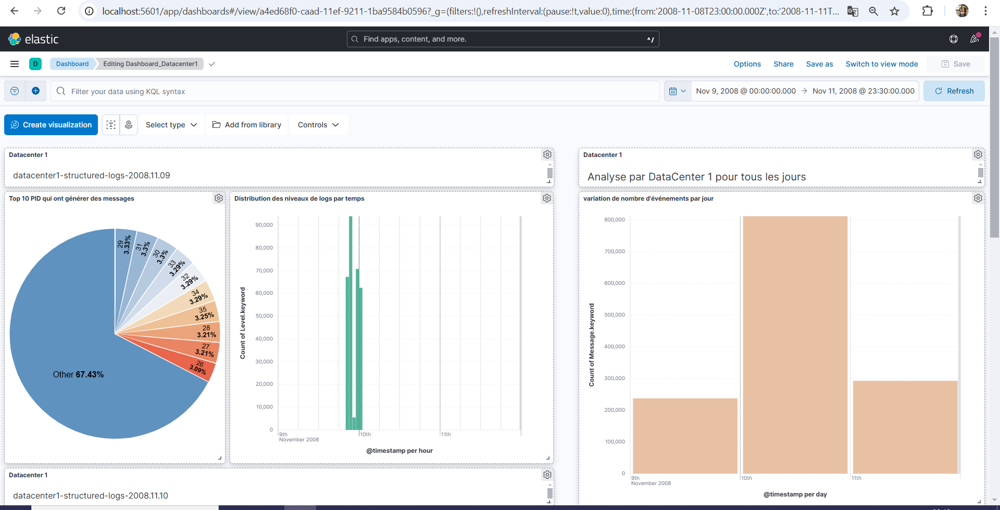 localhost:5601/app/dashboards#/view/a4ed68f0-caad-11ef-9211-1ba9584b0596?_g=(filters:!(),refreshInterval:(pause:!t,value:0),time:(from:'2008-11-08T23:00:00.000Z',to:'2008-11-11T...
elastic
Find apps, content, and more.
^/
D
Dashboard
Editing Dashboard_Datacenter1
Options
Share
Save as
Switch to view mode
Save
Filter your data using KQL syntax
Nov 9, 2008 @ 00:00:00.000 → Nov 11, 2008 @ 23:30:00.000
Refresh
Create visualization
Select type
Add from library
Controls
Datacenter 1
datacenter1-structured-logs-2008.11.09
Datacenter 1
Analyse par DataCenter 1 pour tous les jours
Top 10 PID qui ont générer des messages
29
3.33%
31
3.3%
30
3.3%
33
3.29%
32
3.29%
34
3.29%
35
3.25%
28
3.21%
27
3.21%
26
3.09%
Other 67.43%
Distribution des niveaux de logs par temps
Count of Level.keyword
90,000
80,000
70,000
60,000
50,000
40,000
30,000
20,000
10,000
0
9th
November 2008
10th
11th
@timestamp per hour
variation de nombre d'événements par jour
Count of Message.keyword
800,000
700,000
600,000
500,000
400,000
300,000
200,000
100,000
0
9th
November 2008
10th
11th
@timestamp per day
Datacenter 1
datacenter1-structured-logs-2008.11.10